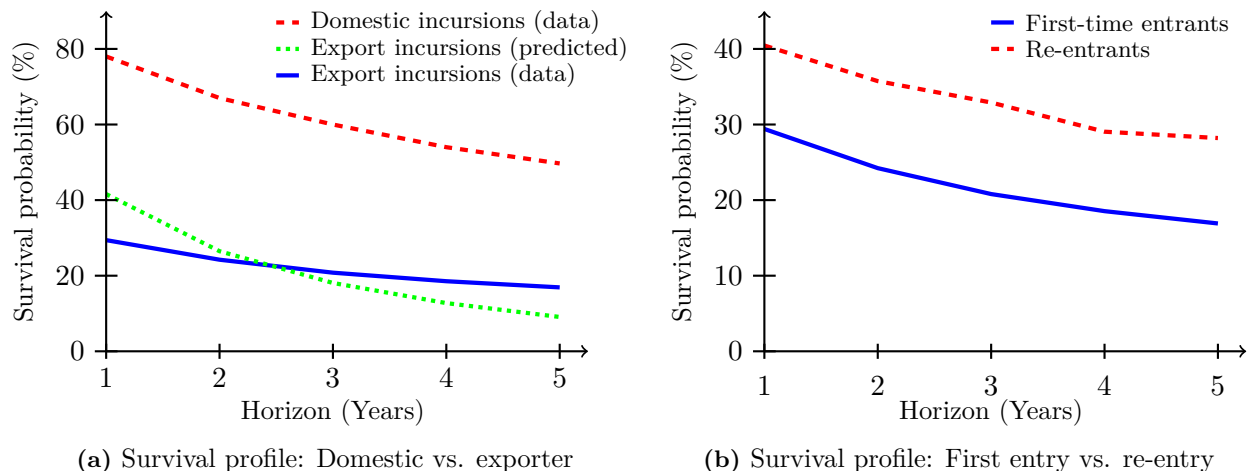 Domestic incursions (data)
Export incursions (predicted)
Export incursions (data)
Survival probability (%)
80
60
40
20
0
1 2 3 4 5
Horizon (Years)
(a) Survival profile: Domestic vs. exporter
First-time entrants
Re-entrants
Survival probability (%)
40
30
20
10
0
1 2 3 4 5
Horizon (Years)
(b) Survival profile: First entry vs. re-entry